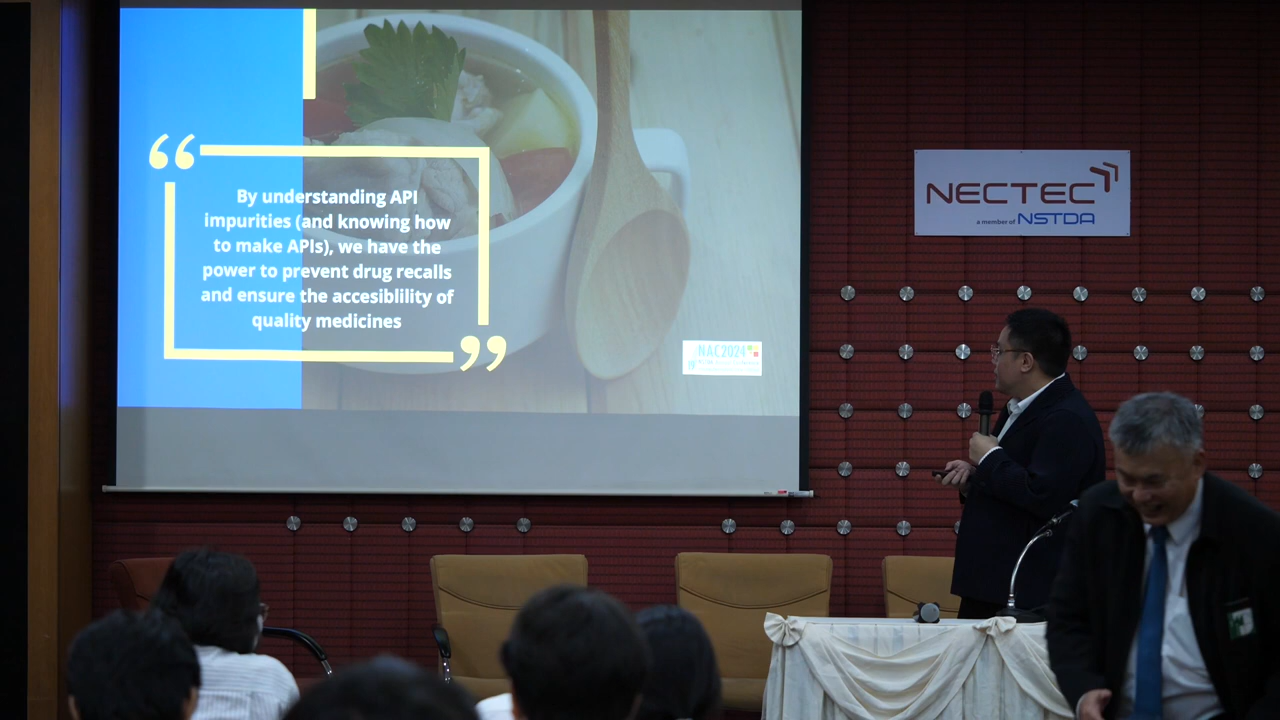 “
By understanding API
impurities (and knowing how
to make APIs), we have the
power to prevent drug recalls
and ensure the accesiblility of
quality medicines
”
NAC2024
NECTEC
a member of NSTDA